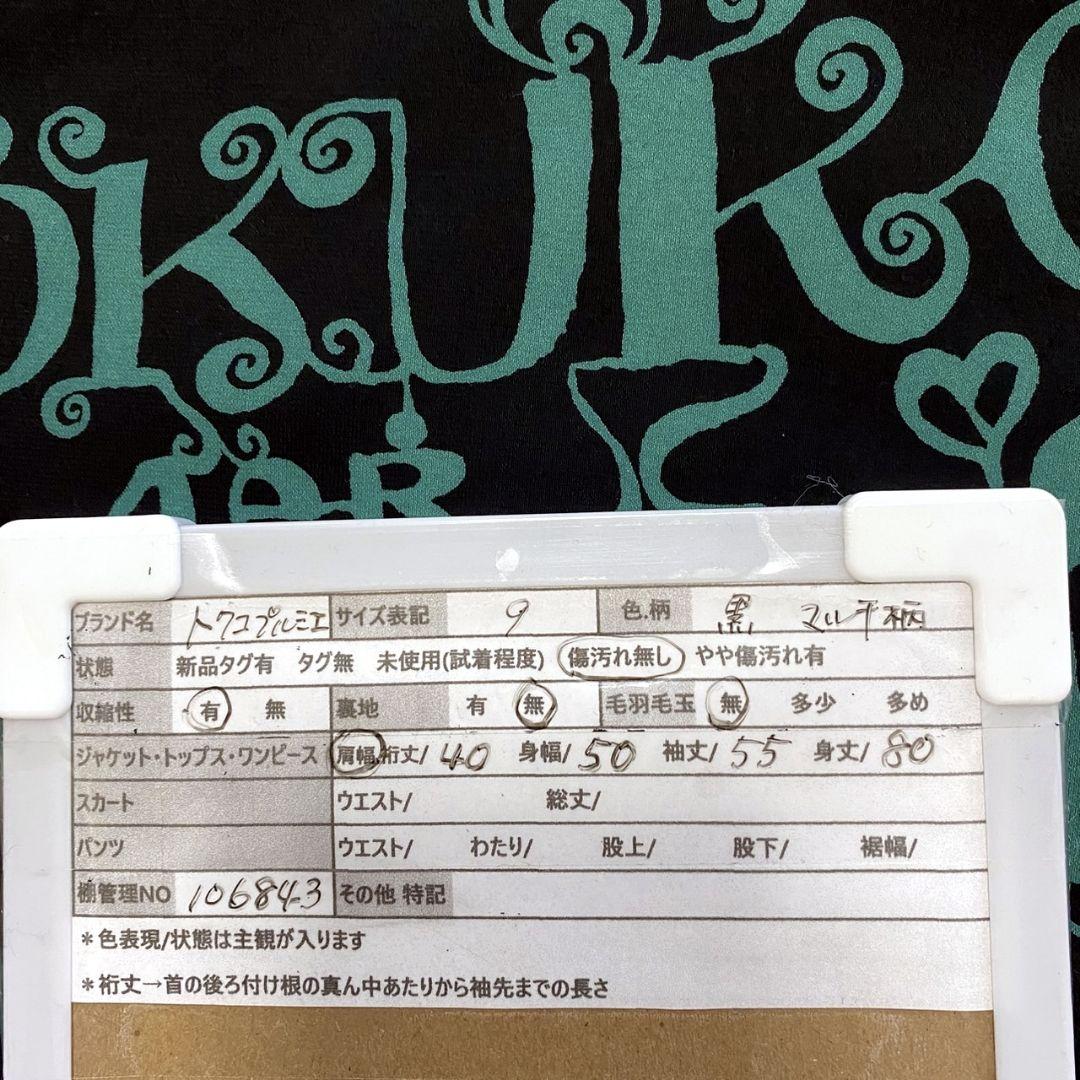 OKUKO
TOR
ブランド名 トクコプルミエ サイズ表記 9 色、柄 黒 マルチ柄
状態 新品タグ有 タグ無 未使用(試着程度) 傷汚れ無し やや傷汚れ有
収縮性 有 無 裏地 有 無 毛羽毛玉 無 多少 多め
ジャケット・トップス・ワンピース 肩幅 裄丈/ 40 身幅/ 50 袖丈/ 55 身丈/ 80
スカート ウエスト/ 総丈/
パンツ ウエスト/ わたり/ 股上/ 股下/ 裾幅/
棚管理NO 106843 その他 特記
*色表現/状態は主観が入ります
*裄丈→首の後ろ付け根の真ん中あたりから袖先までの長さ